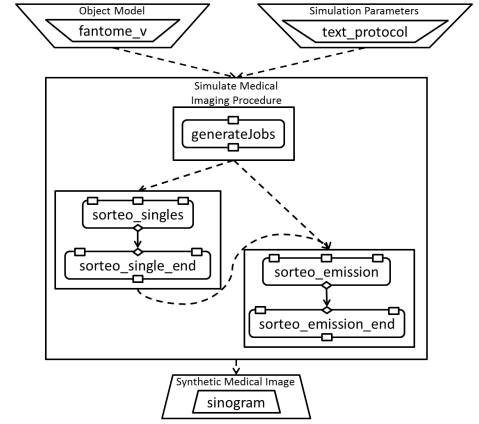 Object Model
fantome_v
Simulation Parameters
text_protocol
Simulate Medical
Imaging Procedure
generateJobs
sorteo_singles
sorteo_single_end
sorteo_emission
sorteo_emission_end
Synthetic Medical Image
sinogram